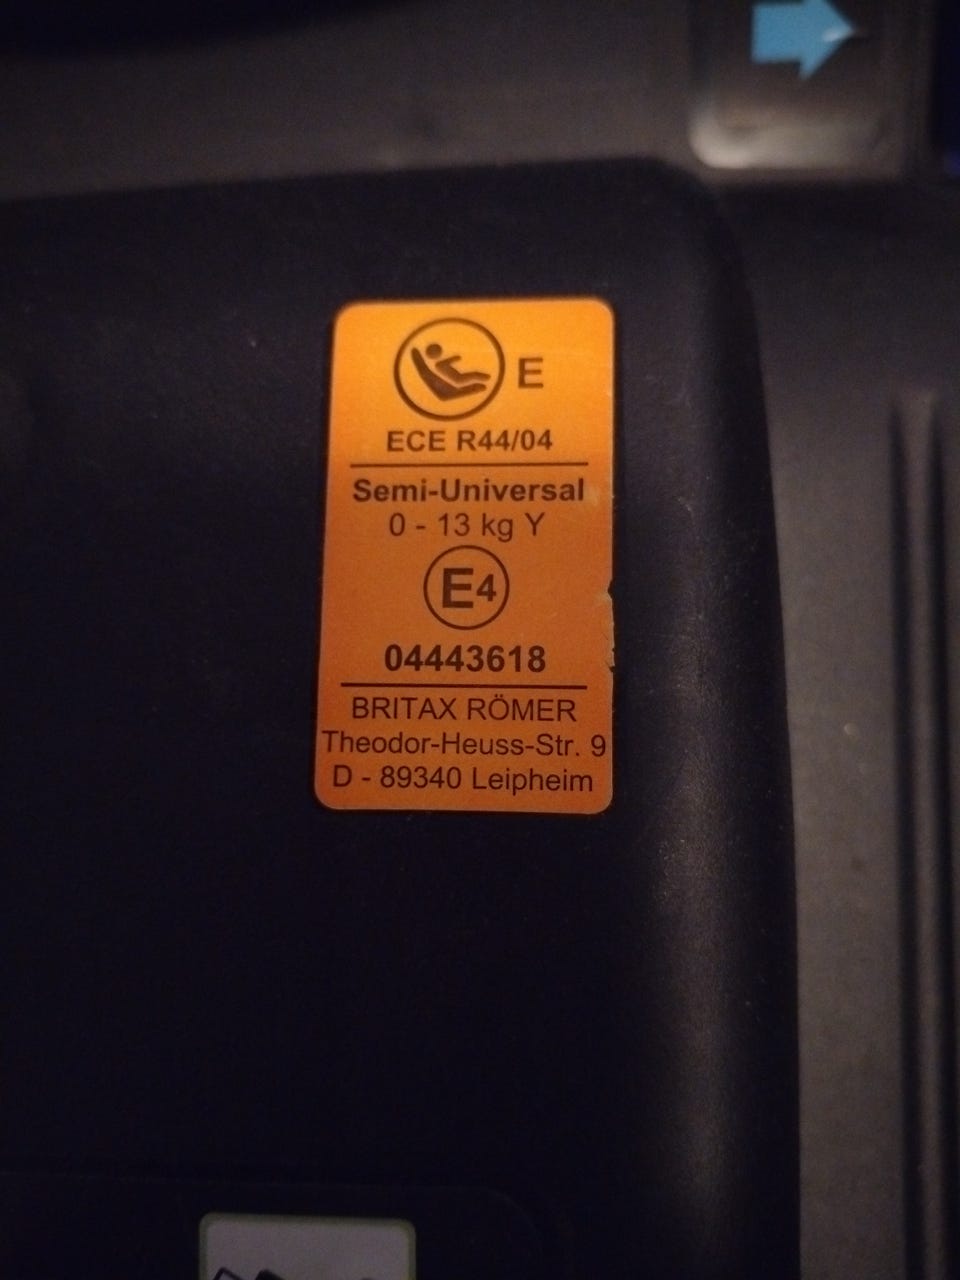 E
ECE R44/04
Semi-Universal
0 - 13 kg Y
E4
04443618
BRITAX RÖMER
Theodor-Heuss-Str. 9
D - 89340 Leipheim